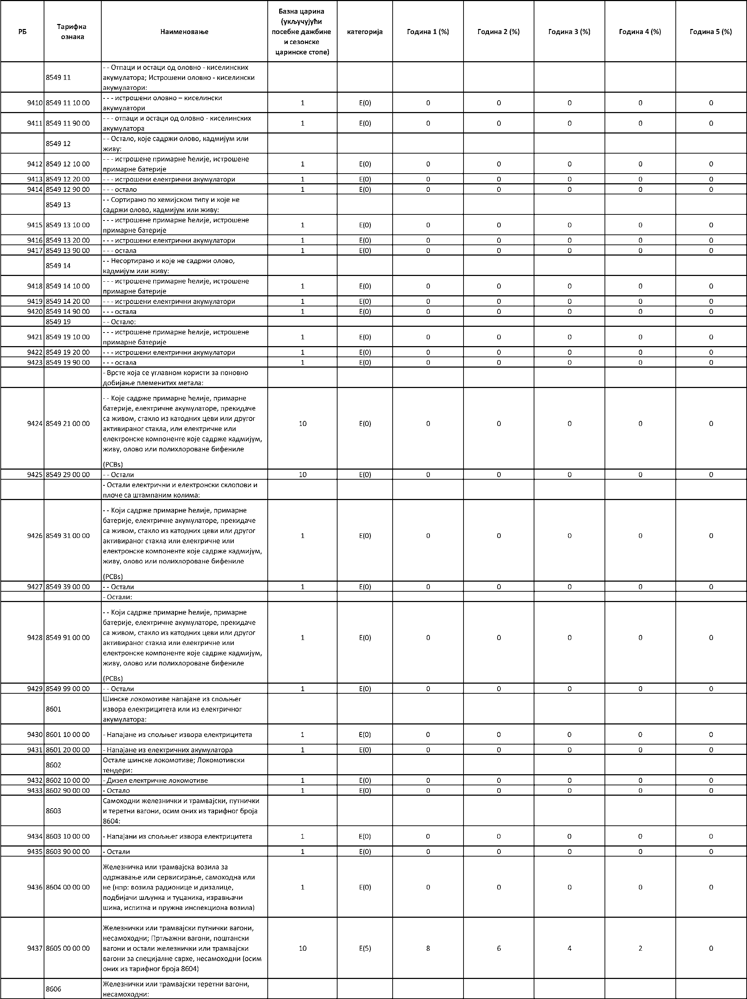 РБ Тарифна ознака Наименовање Базна царина (укључујући посебне дажбине и сезонске царинске стопе) категорија Година 1 (%) Година 2 (%) Година 3 (%) Година 4 (%) Година 5 (%)
8549 11 - - Отпаци и остаци од оловно - киселинских
акумулатора; Истрошени оловно - киселински
акумулатори:
9410 8549 11 10 00 - - - истрошени оловно – киселински
акумулатори 1 Е(0) 0 0 0 0 0
9411 8549 11 90 00 - - - отпаци и остаци од оловно - киселинских
акумулатора 1 Е(0) 0 0 0 0 0
8549 12 - - Остало, које садржи олово, кадмијум или
живу:
9412 8549 12 10 00 - - - истрошене примарне ћелије, истрошене
примарне батерије 1 Е(0) 0 0 0 0 0
9413 8549 12 20 00 - - - истрошени електрични акумулатори 1 Е(0) 0 0 0 0 0
9414 8549 12 90 00 - - - остало 1 Е(0) 0 0 0 0 0
8549 13 - - Сортирано по хемијском типу и које не
садржи олово, кадмијум или живу:
9415 8549 13 10 00 - - - истрошене примарне ћелије, истрошене
примарне батерије 1 Е(0) 0 0 0 0 0
9416 8549 13 20 00 - - - истрошени електрични акумулатори 1 Е(0) 0 0 0 0 0
9417 8549 13 90 00 - - - остала 1 Е(0) 0 0 0 0 0
8549 14 - - Несортирано и које не садржи олово,
кадмијум или живу:
9418 8549 14 10 00 - - - истрошене примарне ћелије, истрошене
примарне батерије 1 Е(0) 0 0 0 0 0
9419 8549 14 20 00 - - - истрошени електрични акумулатори 1 Е(0) 0 0 0 0 0
9420 8549 14 90 00 - - - остала 1 Е(0) 0 0 0 0 0
8549 19 - - Остало:
9421 8549 19 10 00 - - - истрошене примарне ћелије, истрошене
примарне батерије 1 Е(0) 0 0 0 0 0
9422 8549 19 20 00 - - - истрошени електрични акумулатори 1 Е(0) 0 0 0 0 0
9423 8549 19 90 00 - - - остала 1 Е(0) 0 0 0 0 0
- Врсте која се углавном користи за поновно
добијање племенитих метала:
9424 8549 21 00 00 - - Које садрже примарне ћелије, примарне
батерије, електричне акумулаторе, прекидаче
са живом, стакло из катодних цеви или другог
активираног стакла, или електричне или
електронске компоненте које садрже кадмијум,
живу, олово или полихлороване бифениле
(PCBs) 10 Е(0) 0 0 0 0 0
9425 8549 29 00 00 - - Остали 10 Е(0) 0 0 0 0 0
- Остали електрични и електронски склопови и
плоче са штампаним колима:
9426 8549 31 00 00 - - Који садрже примарне ћелије, примарне
батерије, електричне акумулаторе, прекидаче
са живом, стакло из катодних цеви или другог
активираног стакла или електричне или
електронске компоненте које садрже кадмијум,
живу, олово или полихлороване бифениле
(PCBs) 1 Е(0) 0 0 0 0 0
9427 8549 39 00 00 - - Остали 1 Е(0) 0 0 0 0 0
- Остали:
9428 8549 91 00 00 - - Који садрже примарне ћелије, примарне
батерије, електричне акумулаторе, прекидаче
са живом, стакло из катодних цеви или другог
активираног стакла или електричне или
електронске компоненте које садрже кадмијум,
живу, олово или полихлороване бифениле
(PCBs) 1 Е(0) 0 0 0 0 0
9429 8549 99 00 00 - - Остали 1 Е(0) 0 0 0 0 0
8601 Шинске локомотиве напајане из спољњег
извора електрицитета или из електричног
акумулатора:
9430 8601 10 00 00 - Напајане из спољњег извора електрицитета 1 Е(0) 0 0 0 0 0
9431 8601 20 00 00 - Напајане из електричних акумулатора 1 Е(0) 0 0 0 0 0
8602 Остале шинске локомотиве; Локомотивски
тендери:
9432 8602 10 00 00 - Дизел електричне локомотиве 1 Е(0) 0 0 0 0 0
9433 8602 90 00 00 - Остало 1 Е(0) 0 0 0 0 0
8603 Самоходни железнички и трамвајски, путнички
и теретни вагони, осим оних из тарифног броја
8604:
9434 8603 10 00 00 - Напајани из спољњег извора електрицитета 1 Е(0) 0 0 0 0 0
9435 8603 90 00 00 - Остали 1 Е(0) 0 0 0 0 0
9436 8604 00 00 00 Железничка или трамвајска возила за
одржавање или сервисирање, самоходна или
не (нпр: возила радионице и дизалице,
подбијачи шљунка и туцаника, изравњачи
шина, испитна и пружна инспекциона возила) 1 Е(0) 0 0 0 0 0
9437 8605 00 00 00 Железнички или трамвајски путнички вагони,
несамоходни; Пртљажни вагони, поштански
вагони и остали железнички или трамвајски
вагони за специјалне сврхе, несамоходни (осим
оних из тарифног броја 8604) 10 Е(5) 8 6 4 2 0
8606 Железнички или трамвајски теретни вагони,
несамоходни: